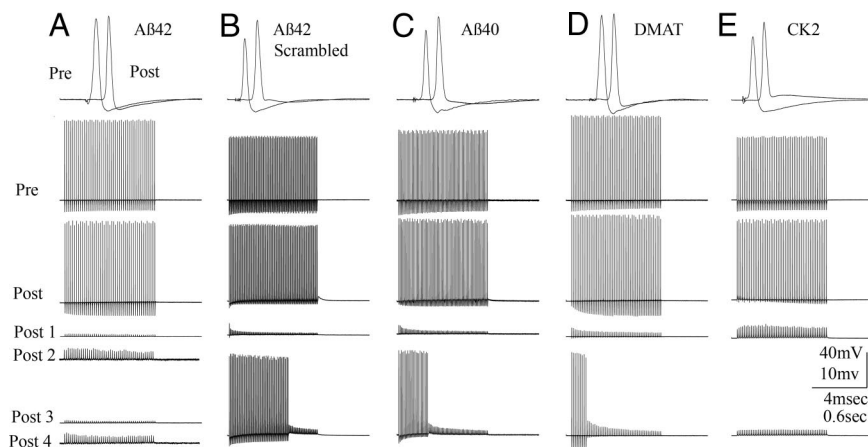 A Aß42
B Aß42
Scrambled
C Aß40
D DMAT
E CK2
Pre Post
Pre
Post
Post 1
Post 2
Post 3
Post 4
40mV
10mv
4msec
0.6sec